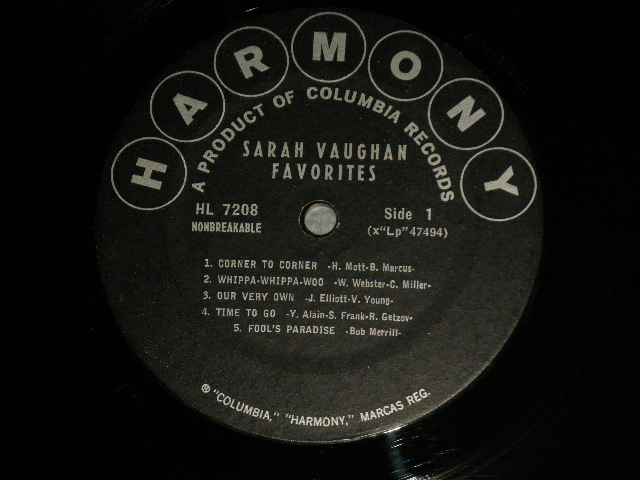 HARMONY
A PRODUCT OF COLUMBIA RECORDS
SARAH VAUGHAN
FAVORITES
HL 7208
NONBREAKABLE
Side 1
(x"Lp" 47494)
1. CORNER TO CORNER -H. Mott-B. Marcus-
2. WHIPPA-WHIPPA-WOO -W. Webster-C. Miller-
3. OUR VERY OWN -J. Elliott-V. Young-
4. TIME TO GO -Y. Alain-S. Frank-R. Getzov-
5. FOOL'S PARADISE -Bob Merrill-
® "COLUMBIA," "HARMONY," MARCAS REG.